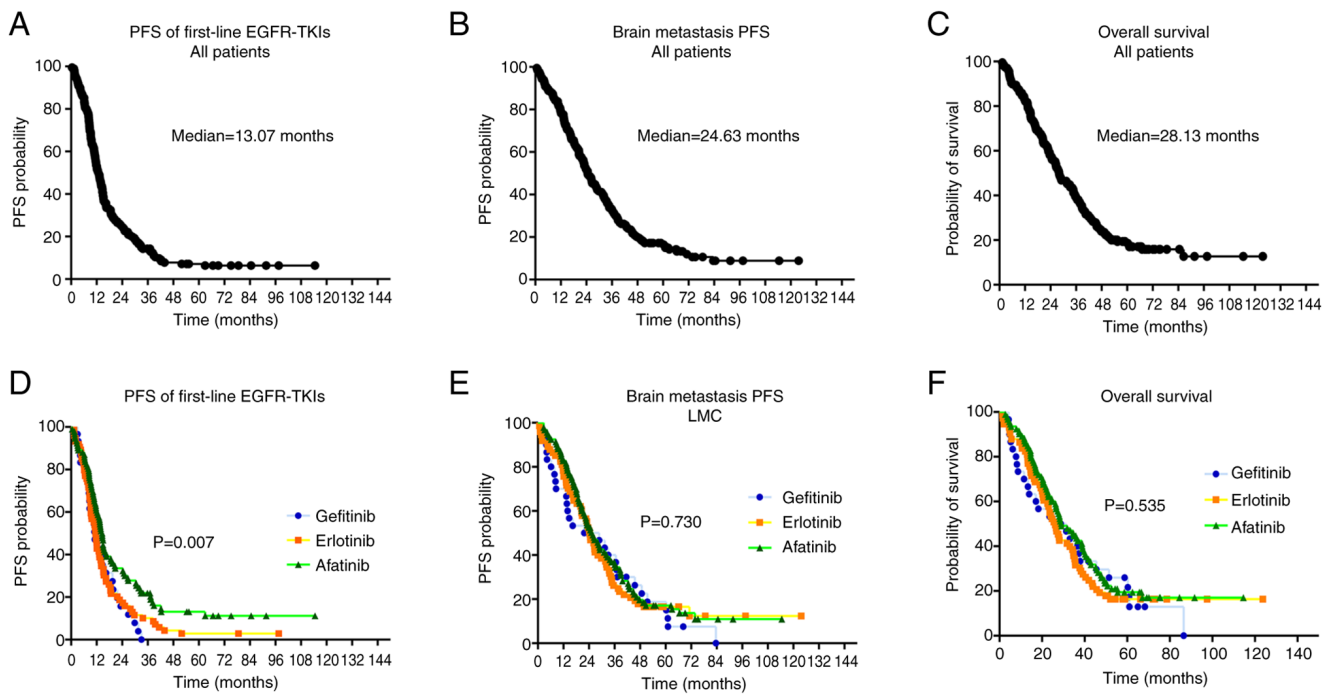 A
PFS of first-line EGFR-TKIs
All patients
PFS probability
100
80
60
40
20
0
Median=13.07 months
0 12 24 36 48 60 72 84 96 108 120 132 144
Time (months)
B
Brain metastasis PFS
All patients
PFS probability
100
80
60
40
20
0
Median=24.63 months
0 12 24 36 48 60 72 84 96 108 120 132 144
Time (months)
C
Overall survival
All patients
Probability of survival
100
80
60
40
20
0
Median=28.13 months
0 12 24 36 48 60 72 84 96 108 120 132 144
Time (months)
D
PFS of first-line EGFR-TKIs
PFS probability
100
80
60
40
20
0
P=0.007
Gefitinib
Erlotinib
Afatinib
0 12 24 36 48 60 72 84 96 108 120 132 144
Time (months)
E
Brain metastasis PFS
LMC
PFS probability
100
80
60
40
20
0
P=0.730
Gefitinib
Erlotinib
Afatinib
0 12 24 36 48 60 72 84 96 108 120 132 144
Time (months)
F
Overall survival
Probability of survival
100
80
60
40
20
0
P=0.535
Gefitinib
Erlotinib
Afatinib
0 20 40 60 80 100 120 140
Time (months)